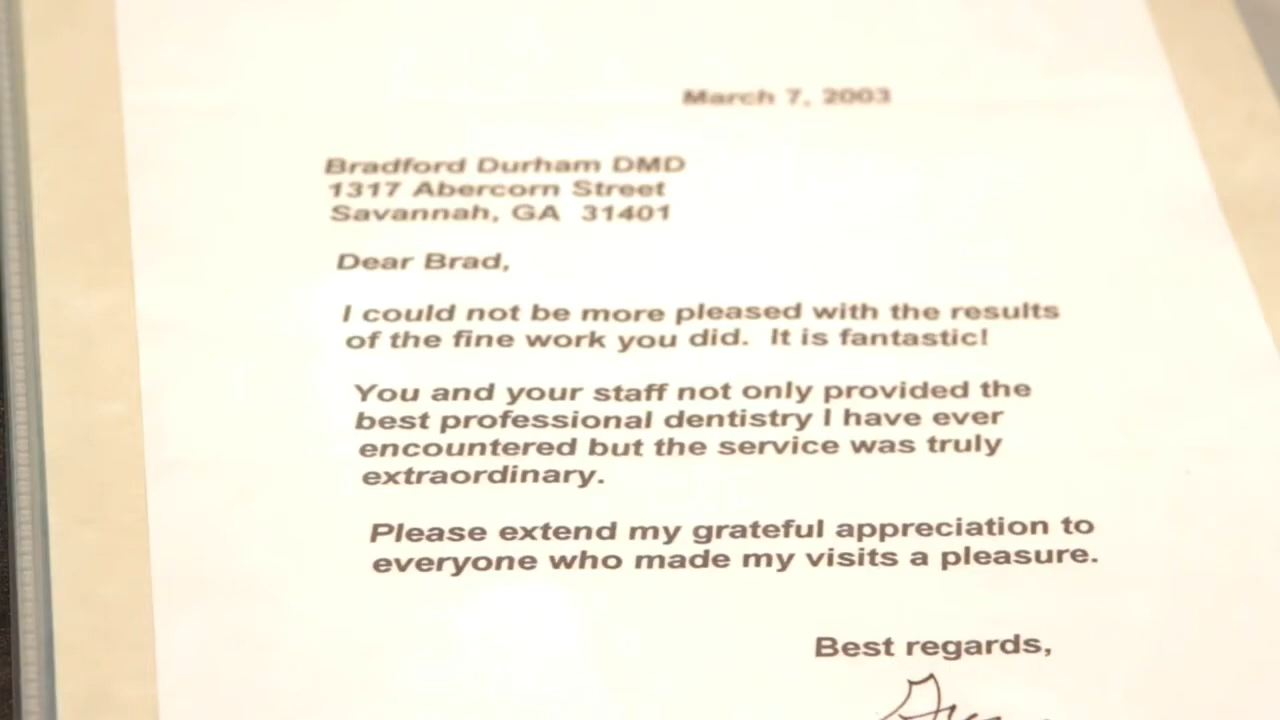 March 7, 2003
Bradford Durham DMD
1317 Abercorn Street
Savannah, GA  31401
Dear Brad,
I could not be more pleased with the results
of the fine work you did.  It is fantastic!
You and your staff not only provided the
best professional dentistry I have ever
encountered but the service was truly
extraordinary.
Please extend my grateful appreciation to
everyone who made my visits a pleasure.
Best regards,